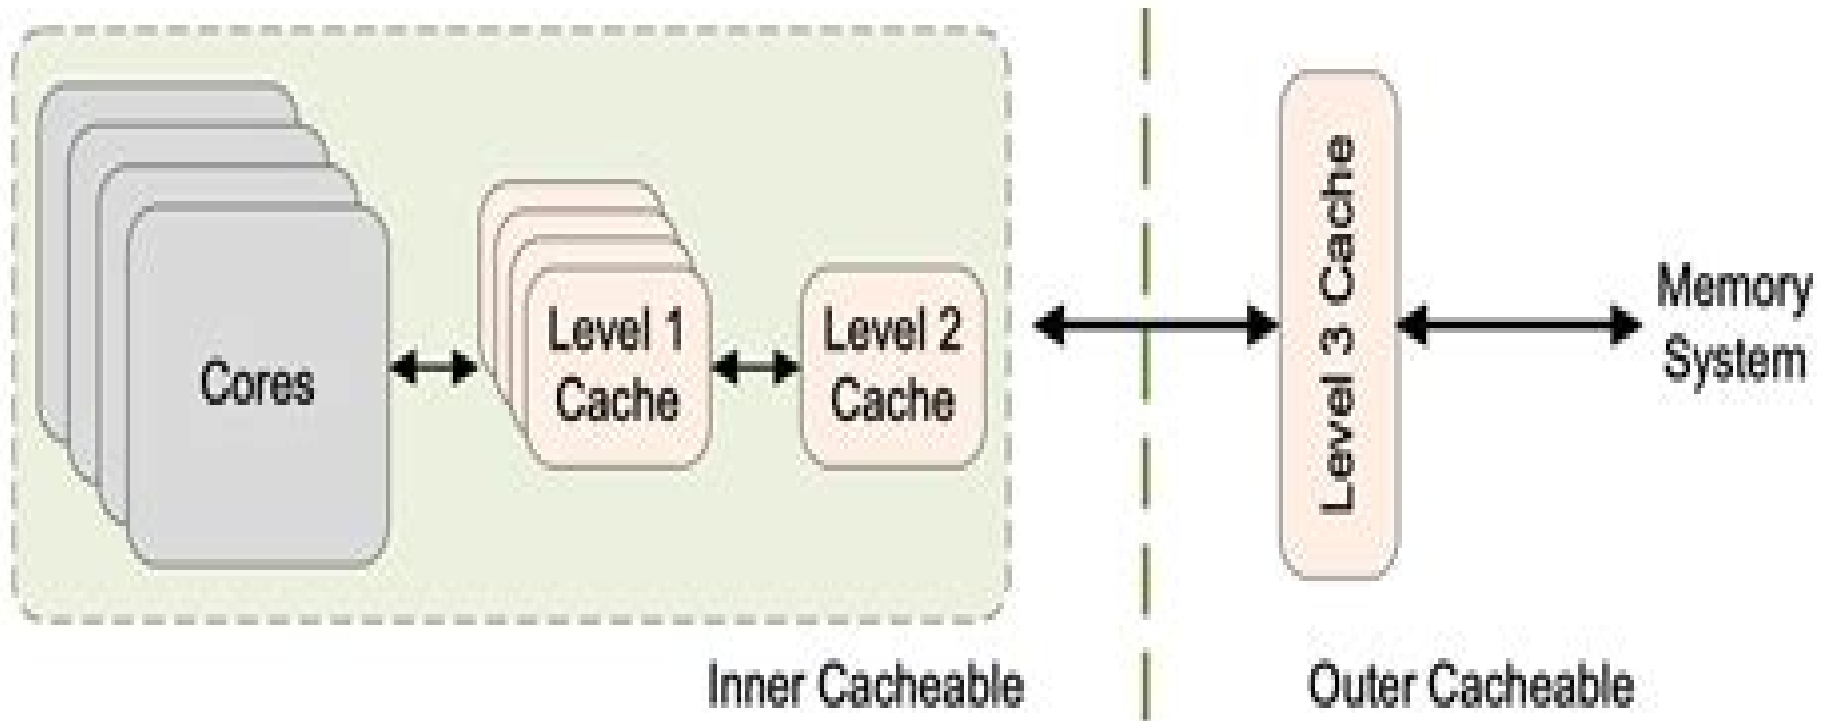 Cores
Level 1
Cache
Level 2
Cache
Level 3 Cache
Memory
System
Inner Cacheable
Outer Cacheable